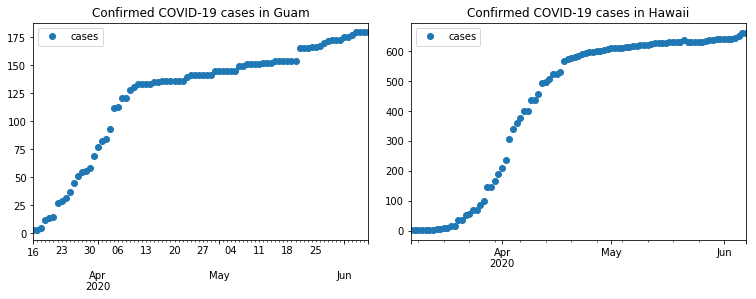 Confirmed COVID-19 cases in Guam
cases
175
150
125
100
75
50
25
0
16 23 30 06 13 20 27 04 11 18 25
Apr May Jun
2020
Confirmed COVID-19 cases in Hawaii
cases
600
500
400
300
200
100
0
Apr May Jun
2020